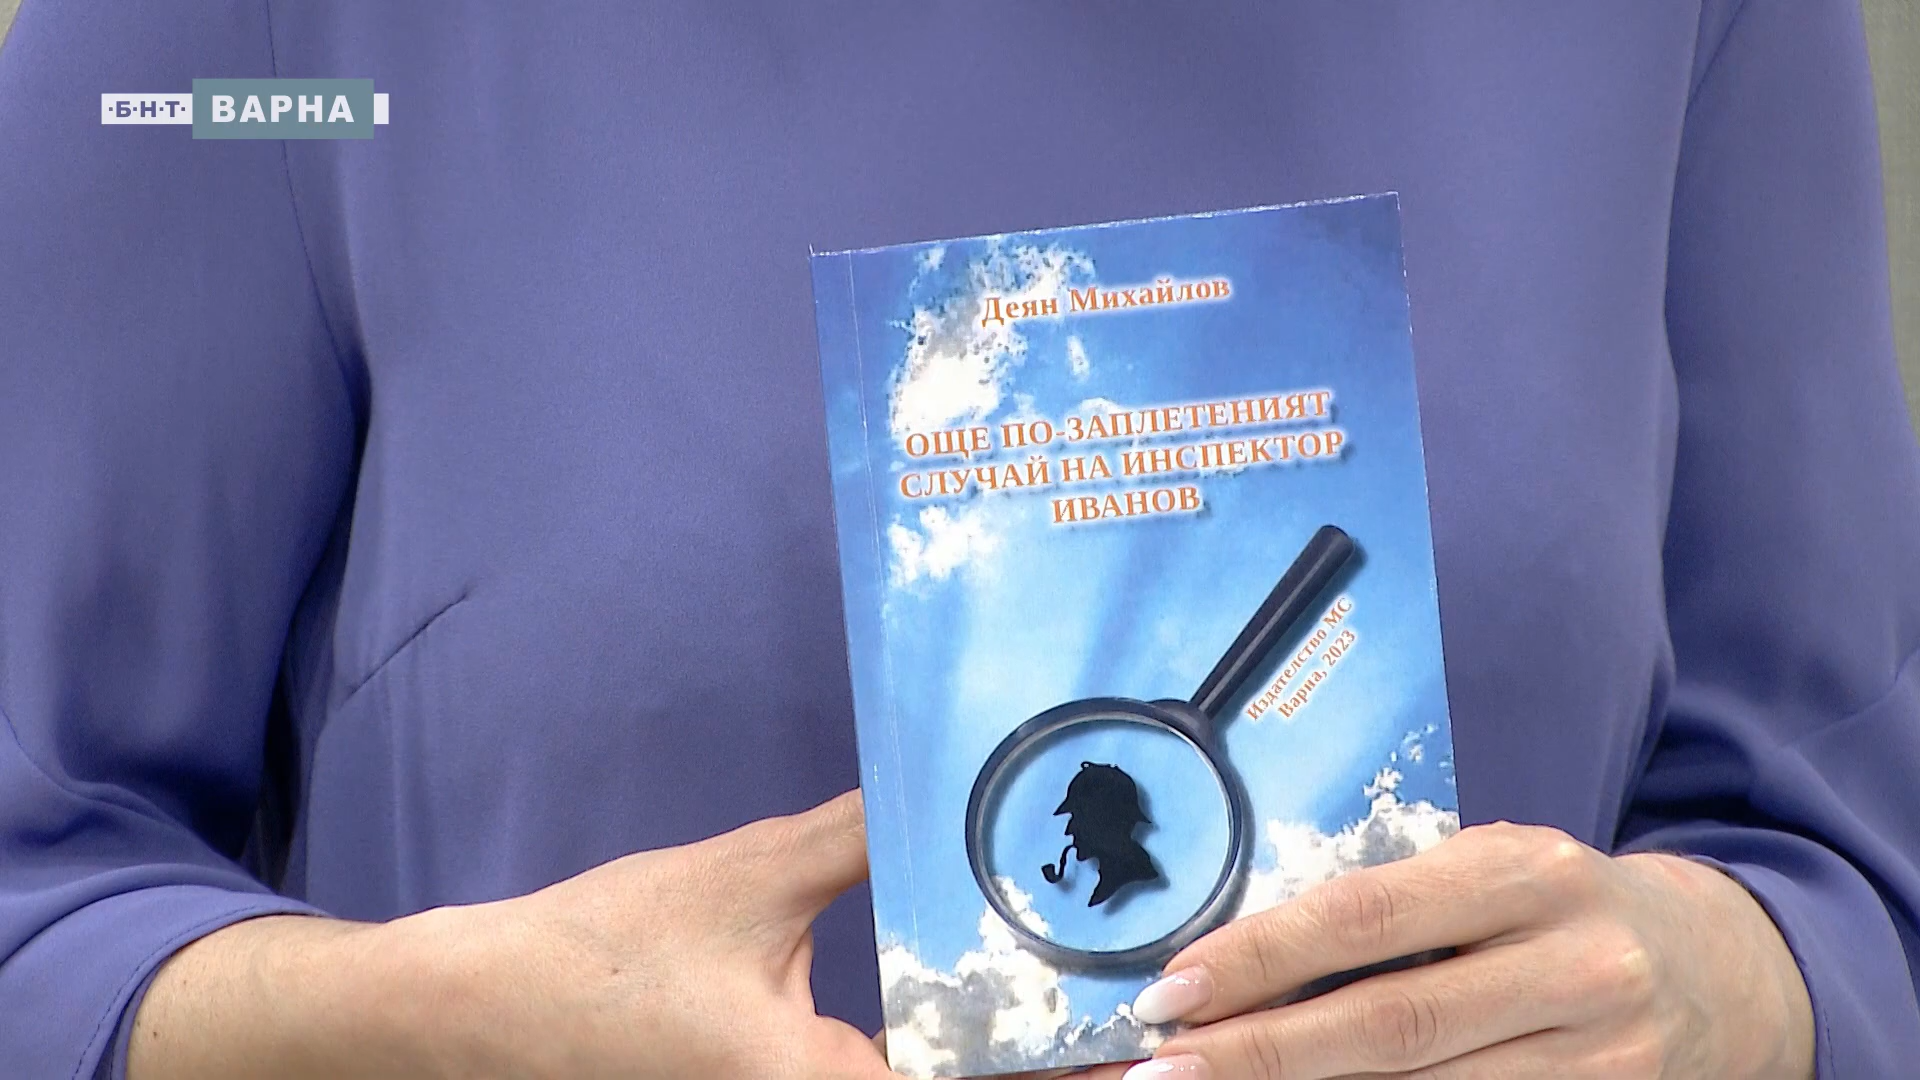 ·Б·Н·Т· ВАРНА
Деян Михайлов
ОЩЕ ПО-ЗАПЛЕТЕНИЯТ
СЛУЧАЙ НА ИНСПЕКТОР
ИВАНОВ
Издателство МС
Варна, 2023